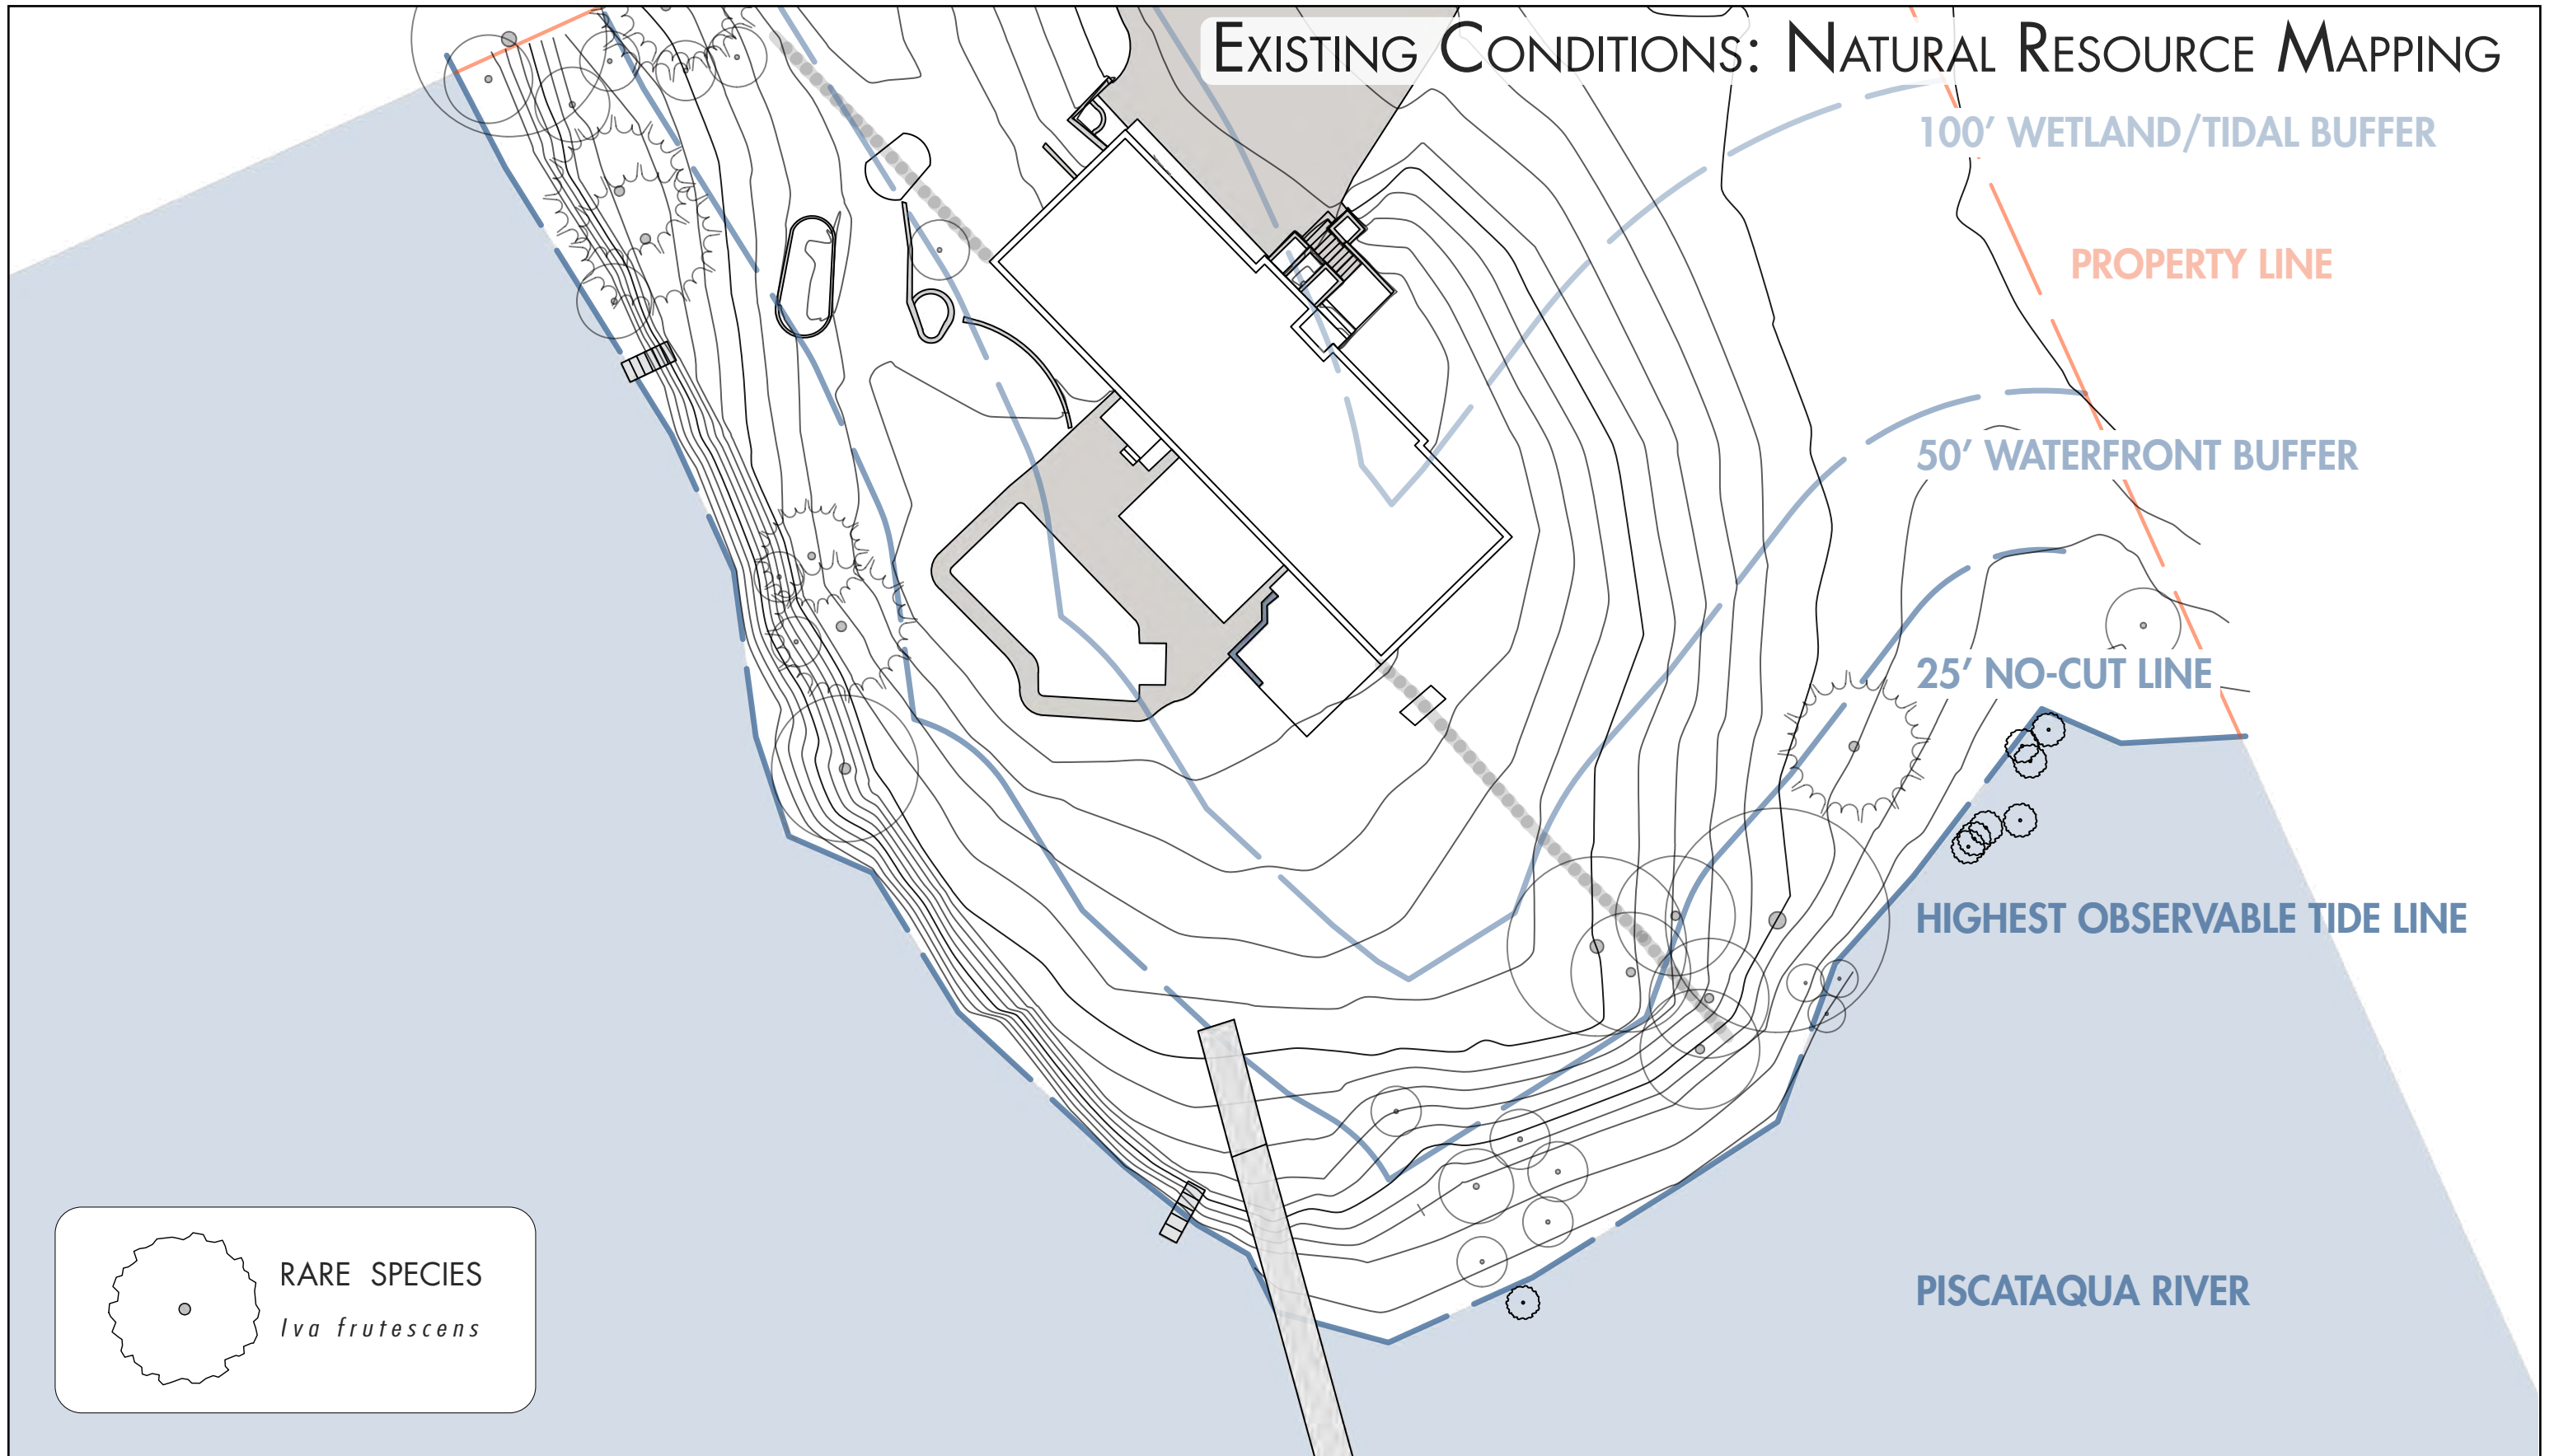 EXISTING CONDITIONS: NATURAL RESOURCE MAPPING
100' WETLAND/TIDAL BUFFER
PROPERTY LINE
50' WATERFRONT BUFFER
25' NO-CUT LINE
HIGHEST OBSERVABLE TIDE LINE
PISCATAQUA RIVER
RARE SPECIES
Iva frutescens